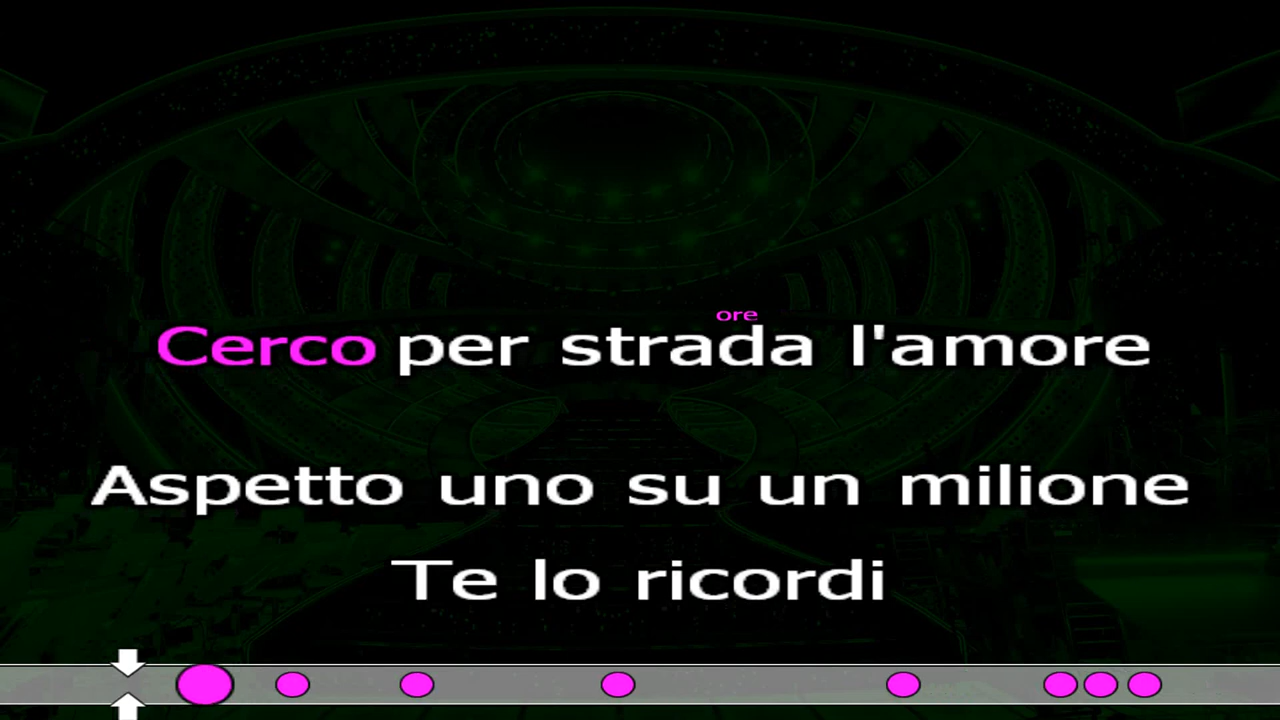 ore
Cerco per strada l'amore
Aspetto uno su un milione
Te lo ricordi